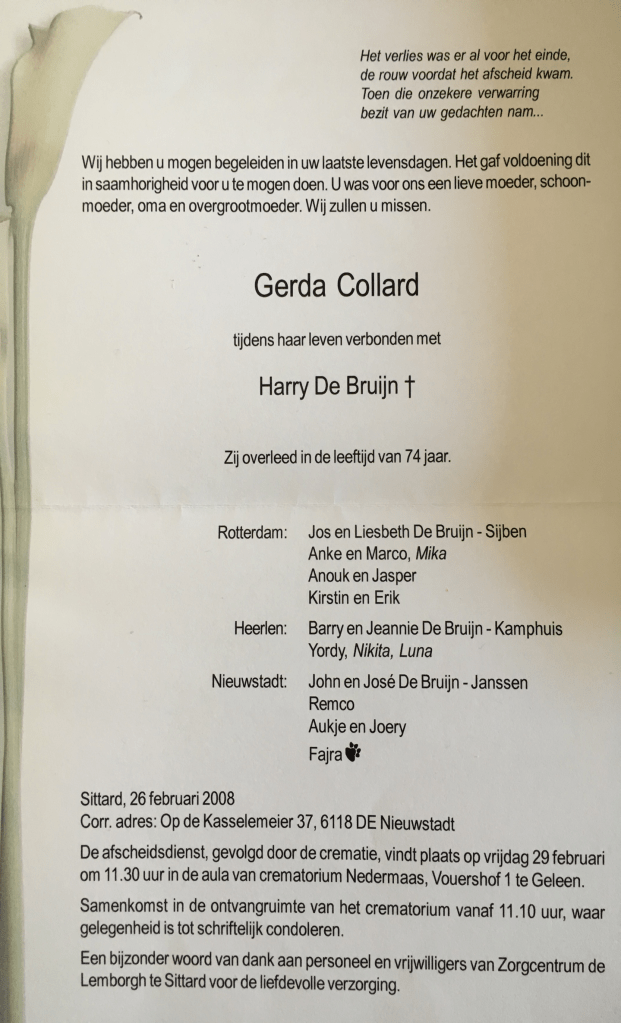 Het verlies was er al voor het einde,
de rouw voordat het afscheid kwam.
Toen die onzekere verwarring
bezit van uw gedachten nam...
Wij hebben u mogen begeleiden in uw laatste levensdagen. Het gaf voldoening dit
in saamhorigheid voor u te mogen doen. U was voor ons een lieve moeder, schoon-
moeder, oma en overgrootmoeder. Wij zullen u missen.
Gerda Collard
tijdens haar leven verbonden met
Harry De Bruijn †
Zij overleed in de leeftijd van 74 jaar.
Rotterdam: Jos en Liesbeth De Bruijn - Sijben
Anke en Marco, Mika
Anouk en Jasper
Kirstin en Erik
Heerlen: Barry en Jeannie De Bruijn - Kamphuis
Yordy, Nikita, Luna
Nieuwstadt: John en José De Bruijn - Janssen
Remco
Aukje en Joery
Fajra
Sittard, 26 februari 2008
Corr. adres: Op de Kasselemeier 37, 6118 DE Nieuwstadt
De afscheidsdienst, gevolgd door de crematie, vindt plaats op vrijdag 29 februari
om 11.30 uur in de aula van crematorium Nedermaas, Vouershof 1 te Geleen.
Samenkomst in de ontvangruimte van het crematorium vanaf 11.10 uur, waar
gelegenheid is tot schriftelijk condoleren.
Een bijzonder woord van dank aan personeel en vrijwilligers van Zorgcentrum de
Lemborgh te Sittard voor de liefdevolle verzorging.